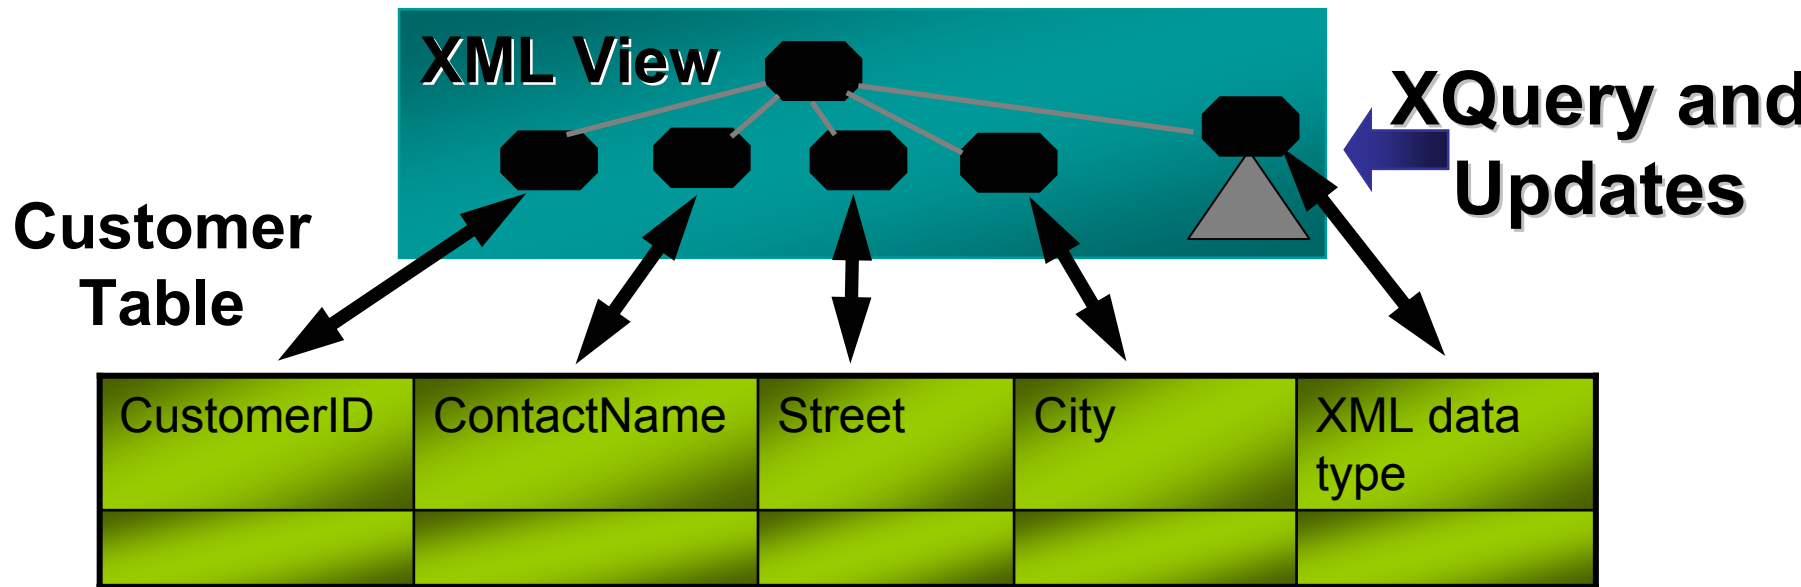 XML View
XQuery and
Updates
Customer
Table
CustomerID
ContactName
Street
City
XML data
type